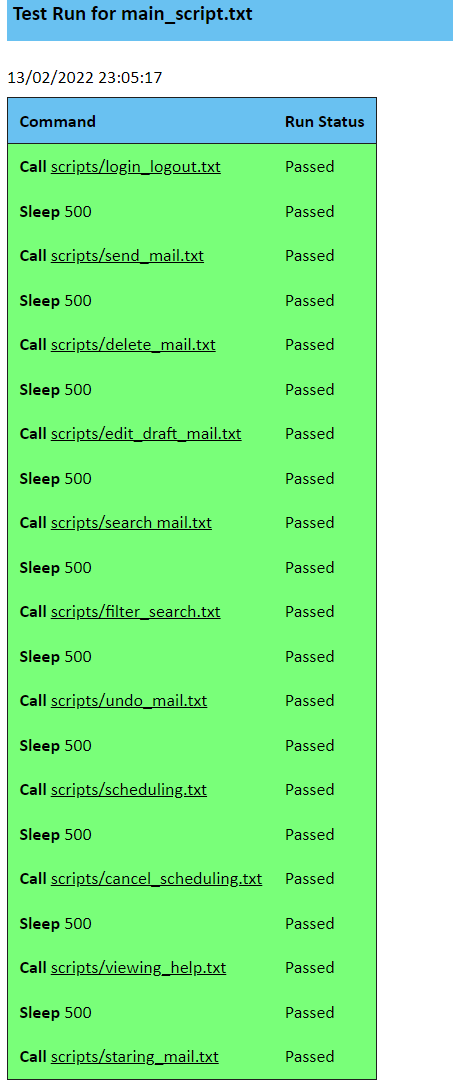 Test Run for main_script.txt
13/02/2022 23:05:17
Command Run Status
Call scripts/login_logout.txt Passed
Sleep 500 Passed
Call scripts/send_mail.txt Passed
Sleep 500 Passed
Call scripts/delete_mail.txt Passed
Sleep 500 Passed
Call scripts/edit_draft_mail.txt Passed
Sleep 500 Passed
Call scripts/search mail.txt Passed
Sleep 500 Passed
Call scripts/filter_search.txt Passed
Sleep 500 Passed
Call scripts/undo_mail.txt Passed
Sleep 500 Passed
Call scripts/scheduling.txt Passed
Sleep 500 Passed
Call scripts/cancel_scheduling.txt Passed
Sleep 500 Passed
Call scripts/viewing_help.txt Passed
Sleep 500 Passed
Call scripts/staring_mail.txt Passed